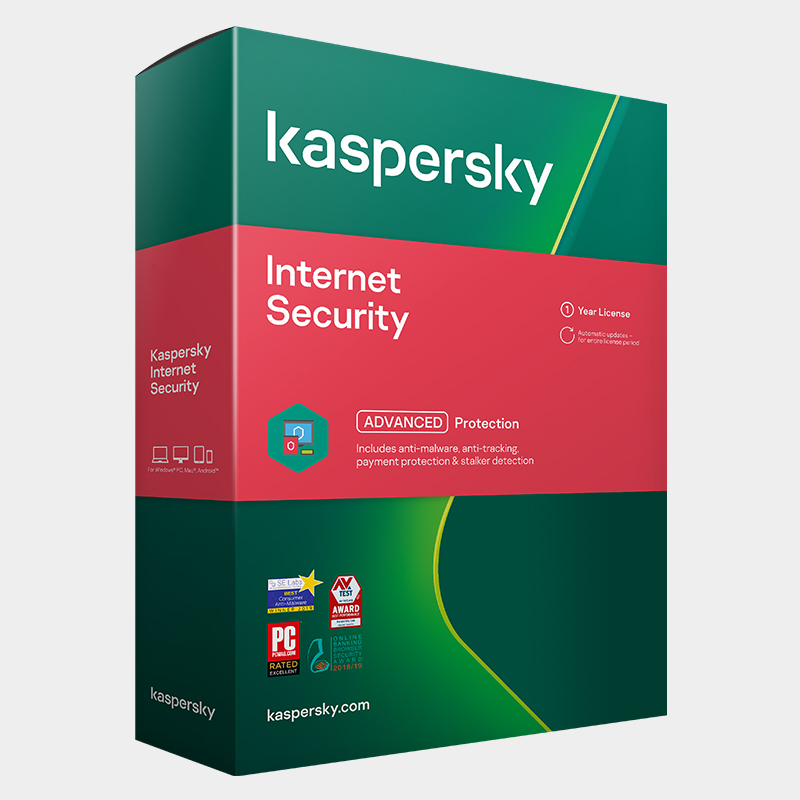 kaspersky
Internet
Security
1 Year License
Automatic updates –
for entire license period
ADVANCED Protection
Includes anti-malware, anti-tracking,
payment protection & stalker detection
Kaspersky
Internet
Security
For Windows® PC, Mac®, Android™
SE Labs
BEST
Consumer
Anti-Malware
WINNER 2019
AV
TEST
AWARD
BEST PERFORMANCE
PC
PCMAG.COM
RATED
EXCELLENT
ONLINE
BANKING
BROWSER
SECURITY
AWARD
2018/19
kaspersky
kaspersky.com